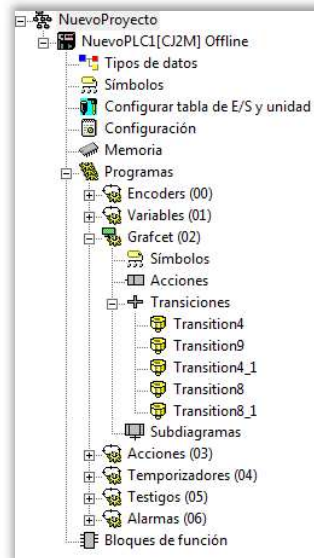 NuevoProyecto
NuevoPLC1[CJ2M] Offline
Tipos de datos
Símbolos
Configurar tabla de E/S y unidad
Configuración
Memoria
Programas
Encoders (00)
Variables (01)
Grafcet (02)
Símbolos
Acciones
Transiciones
Transition4
Transition9
Transition4_1
Transition8
Transition8_1
Subdiagramas
Acciones (03)
Temporizadores (04)
Testigos (05)
Alarmas (06)
Bloques de función